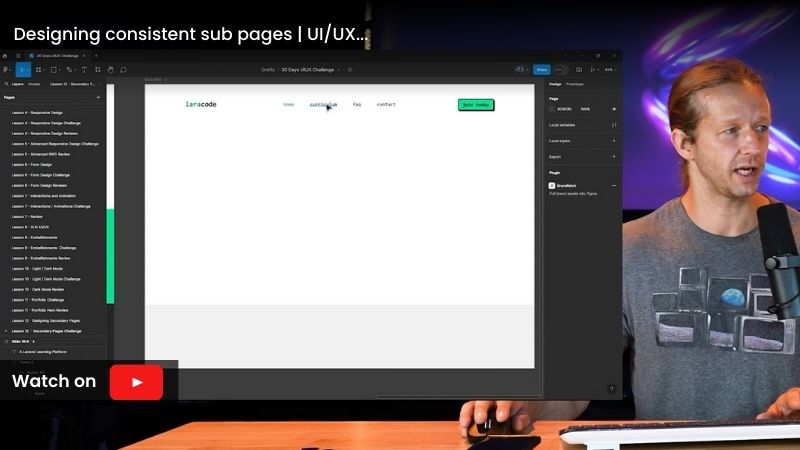 Designing consistent sub pages | UI/UX...
30 Days UIUX Challenge
Drafts / 30 Days UIUX Challenge
Share
Layers
Assets
Pages
Lesson 4 - Responsive Design
Lesson 4 - Responsive Design Challenge
Lesson 4 - Responsive Design Reviews
Lesson 5 - Advanced Responsive Design Challenge
Lesson 5 - Advanced RWD Review
Lesson 6 - Form Design
Lesson 6 - Form Design Challenge
Lesson 6 - Form Design Reviews
Lesson 7 - Interactions and Animation
Lesson 7 - Interactions / Animations Challenge
Lesson 7 - Review
Lesson 8 - AI in UI/UX
Lesson 9 - Embellishments
Lesson 9 - Embellishments Challenge
Lesson 9 - Embellishments Review
Lesson 10 - Light / Dark Mode
Lesson 10 - Light / Dark Mode Challenge
Lesson 10 - Dark Mode Review
Lesson 11 - Portfolio Challenge
Lesson 11 - Portfolio Hero Review
Lesson 12 - Designing Secondary Pages
Lesson 12 - Secondary Pages Challenge
Slide 16:9 - 3
A Laravel Learning Platform
laracode
home
curriculum
faq
contact
join today
Design
Prototype
Page
100%
Local variables
Local styles
Export
Plugin
Brandfetch
Pull brand assets into Figma
Watch on